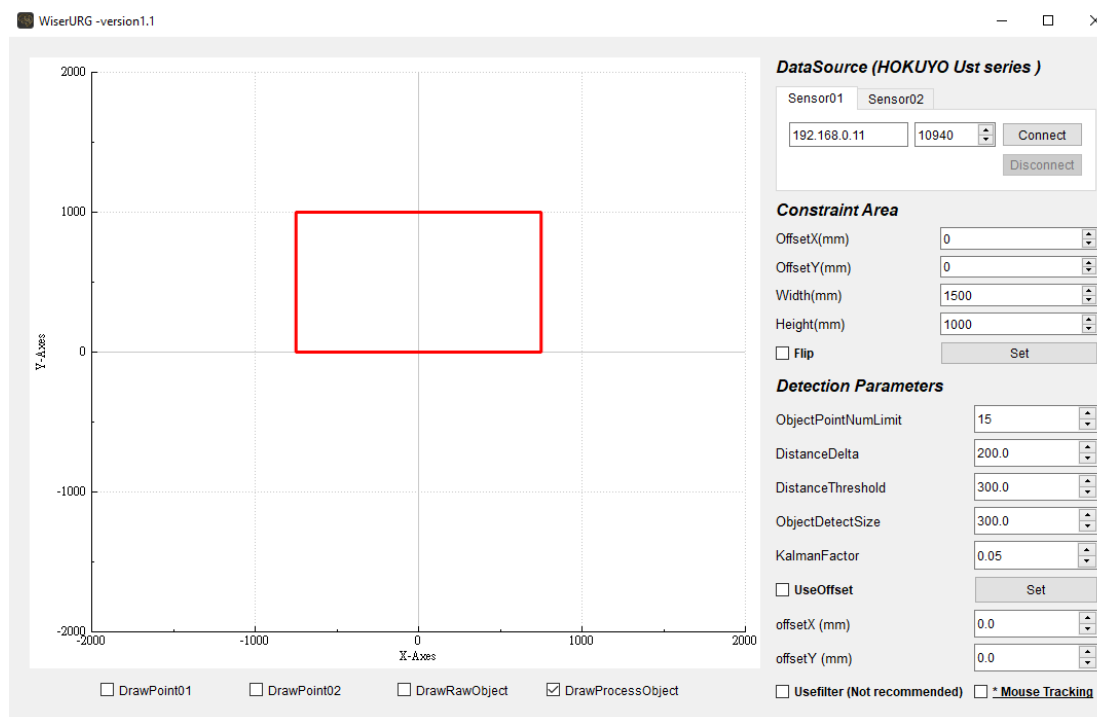 WiserURG -version1.1
2000
1000
0
-1000
-2000
Y-Axes
-2000
-1000
0
1000
2000
X-Axes
DrawPoint01
DrawPoint02
DrawRawObject
DrawProcessObject
DataSource (HOKUYO Ust series )
Sensor01 Sensor02
192.168.0.11 10940 Connect
Disconnect
Constraint Area
OffsetX(mm) 0
OffsetY(mm) 0
Width(mm) 1500
Height(mm) 1000
Flip Set
Detection Parameters
ObjectPointNumLimit 15
DistanceDelta 200.0
DistanceThreshold 300.0
ObjectDetectSize 300.0
KalmanFactor 0.05
UseOffset Set
offsetX (mm) 0.0
offsetY (mm) 0.0
Usefilter (Not recommended) * Mouse Tracking